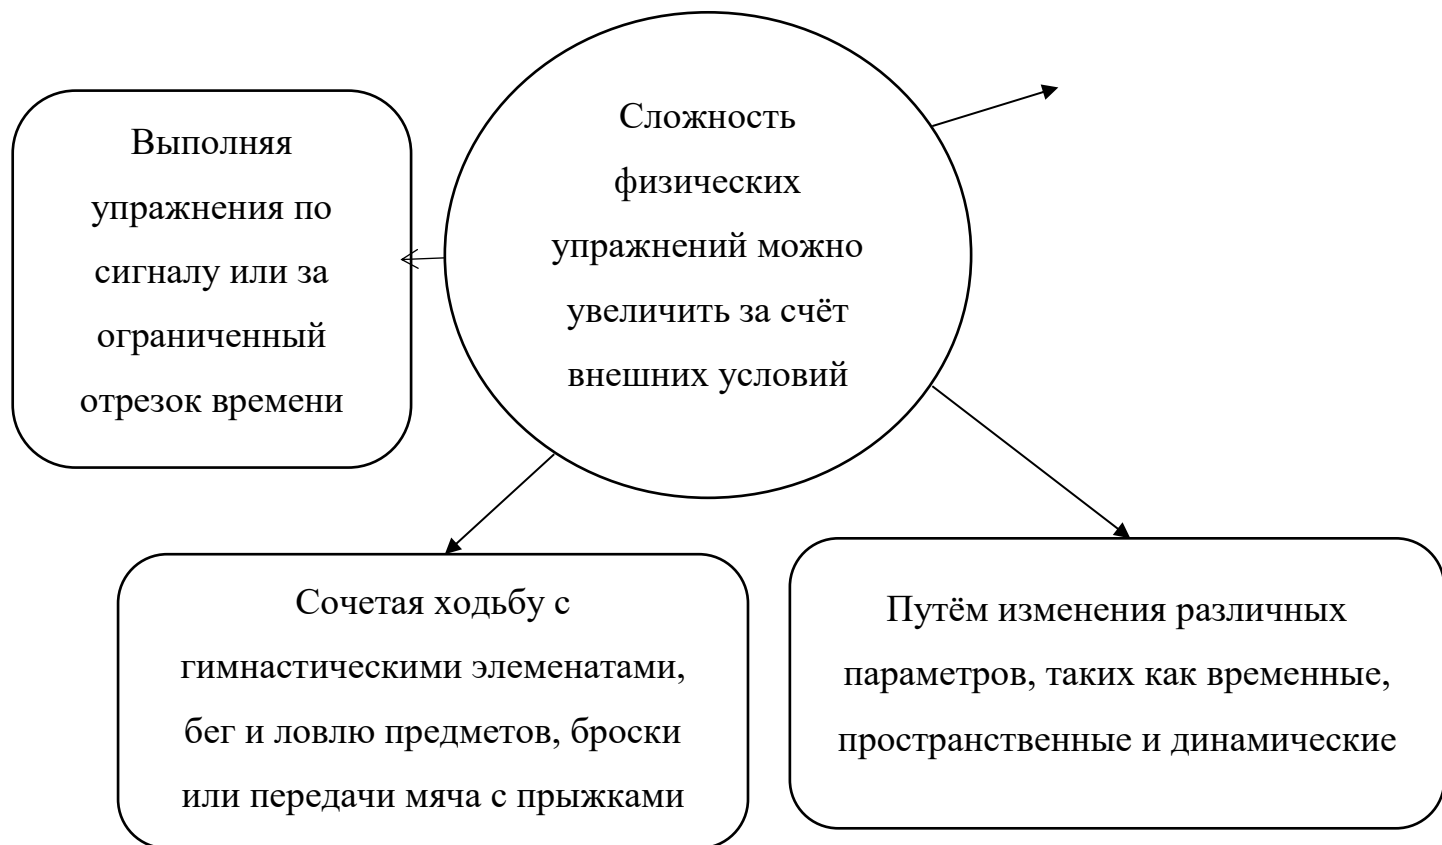 Сложность
физических
упражнений можно
увеличить за счёт
внешних условий
Выполняя
упражнения по
сигналу или за
ограниченный
отрезок времени
Сочетая ходьбу с
гимнастическими элеменатами,
бег и ловлю предметов, броски
или передачи мяча с прыжками
Путём изменения различных
параметров, таких как временные,
пространственные и динамические